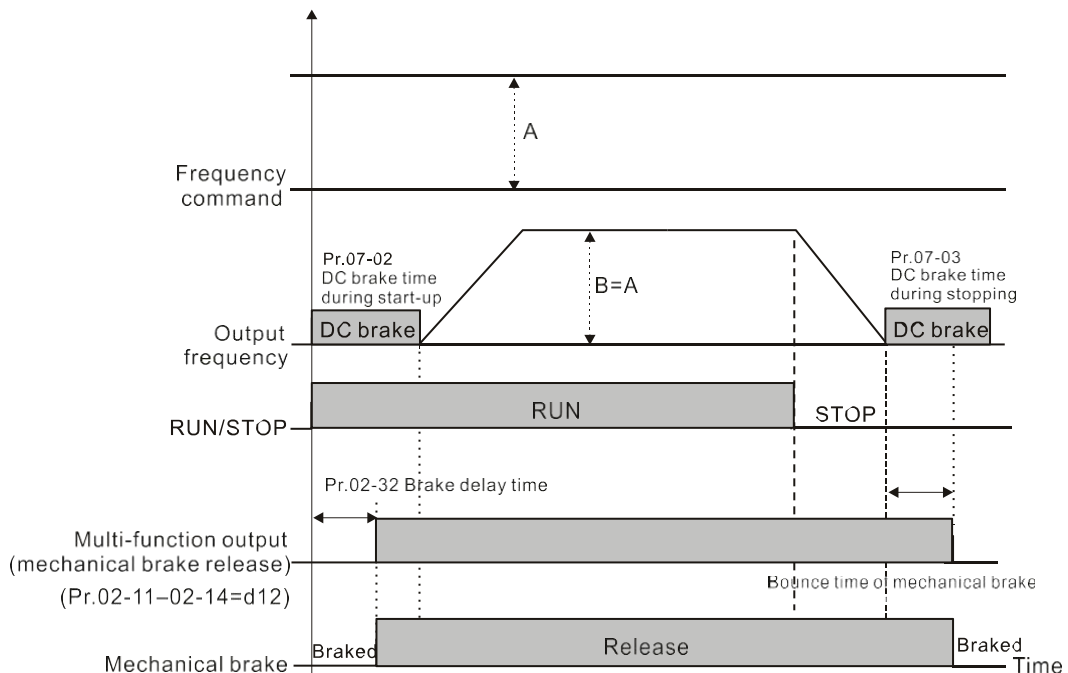 A
Frequency
command
Pr.07-02
DC brake time
during start-up
B=A
Pr.07-03
DC brake time
during stopping
DC brake
DC brake
Output
frequency
RUN
STOP
RUN/STOP
Pr.02-32 Brake delay time
Multi-function output
(mechanical brake release)
(Pr.02-11–02-14=d12)
Bounce time of mechanical brake
Braked
Release
Braked
Mechanical brake
Time